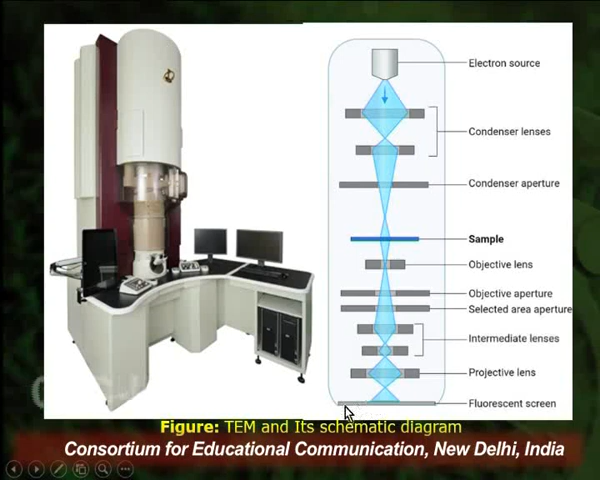 Electron source
Condenser lenses
Condenser aperture
Sample
Objective lens
Objective aperture
Selected area aperture
Intermediate lenses
Projective lens
Fluorescent screen
Figure: TEM and Its schematic diagram
Consortium for Educational Communication, New Delhi, India